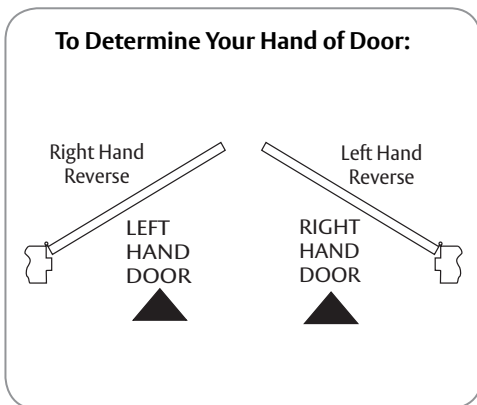 To Determine Your Hand of Door:
Right Hand
Reverse
Left Hand
Reverse
LEFT
HAND
DOOR
RIGHT
HAND
DOOR